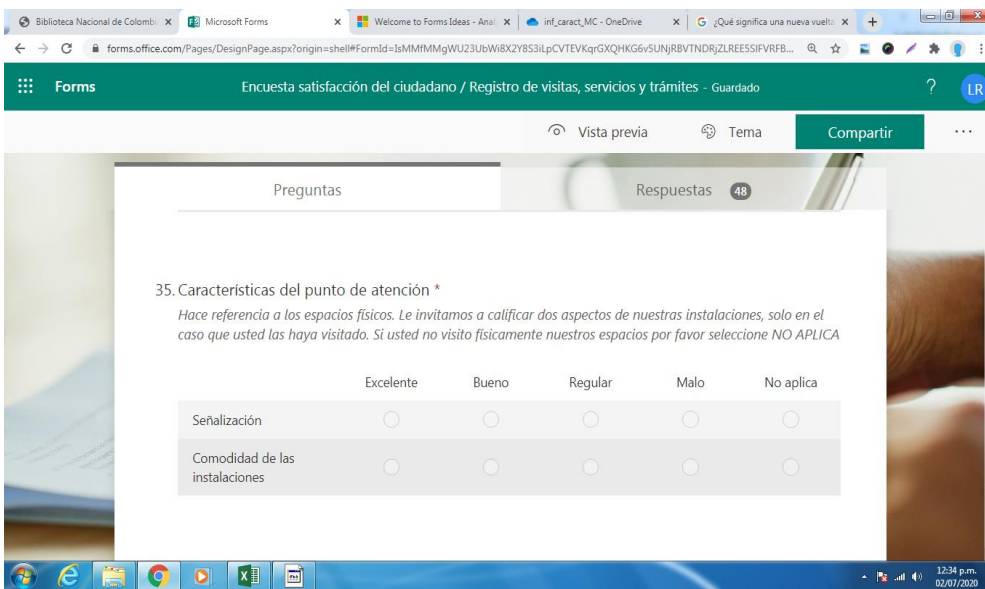 Biblioteca Nacional de Colombi
Microsoft Forms
Welcome to Forms Ideas - Anal
inf_caract_MC - OneDrive
¿Qué significa una nueva vuelta
forms.office.com/Pages/DesignPage.aspx?origin=shell#FormId=IsMMfMMgWU23UbWi8X2Y8S3iLpCVTEVKqrGXQHKG6v5UNjRBVTNDRjZLREE5SlFVRFB...
Forms
Encuesta satisfacción del ciudadano / Registro de visitas, servicios y trámites - Guardado
?
LR
Vista previa
Tema
Compartir
...
Preguntas
Respuestas 48
35. Características del punto de atención *
Hace referencia a los espacios físicos. Le invitamos a calificar dos aspectos de nuestras instalaciones, solo en el
caso que usted las haya visitado. Si usted no visito físicamente nuestros espacios por favor seleccione NO APLICA
Excelente Bueno Regular Malo No aplica
Señalización
Comodidad de las
instalaciones
12:34 p.m.
02/07/2020